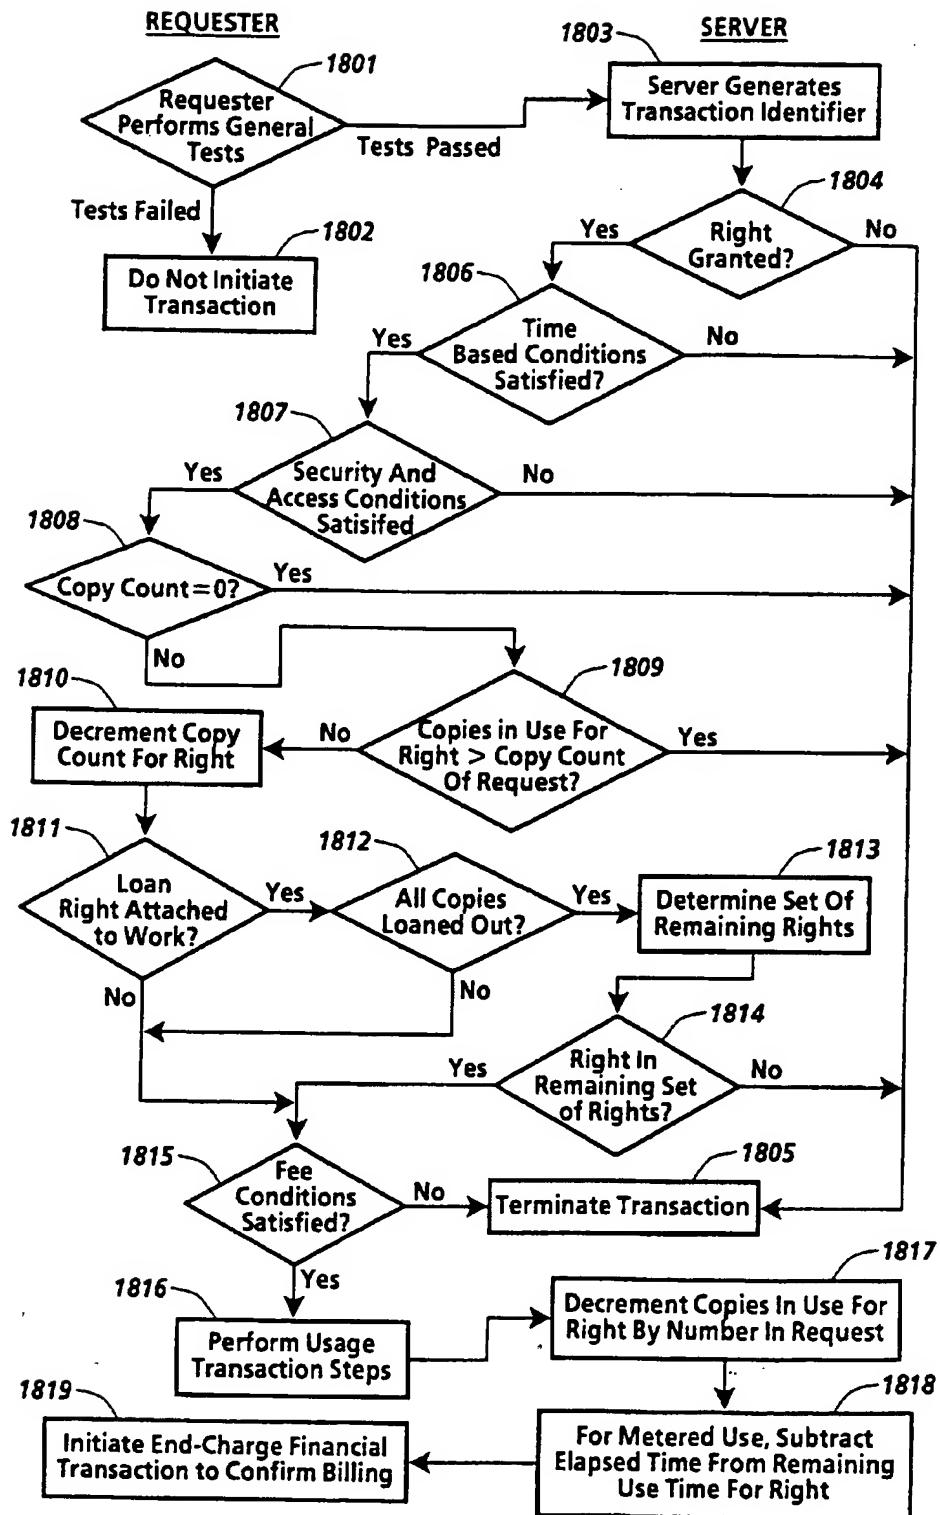 REQUESTER
SERVER
1801
1803
Requester
Performs General
Tests
Server Generates
Transaction Identifier
Tests Passed
Tests Failed
1802
Do Not Initiate
Transaction
1804
Yes
Right
Granted?
No
1806
Yes
Time
Based Conditions
Satisfied?
No
1807
Yes
Security And
Access Conditions
Satisifed
No
1808
Copy Count=0?
Yes
No
1809
1810
Decrement Copy
Count For Right
No
Copies in Use For
Right > Copy Count
Of Request?
Yes
1811
Loan
Right Attached
to Work?
Yes
No
1812
All Copies
Loaned Out?
Yes
No
1813
Determine Set Of
Remaining Rights
1814
Yes
Right In
Remaining Set
of Rights?
No
1815
Fee
Conditions
Satisfied?
No
Yes
1805
Terminate Transaction
1816
Perform Usage
Transaction Steps
1817
Decrement Copies In Use For
Right By Number In Request
1818
For Metered Use, Subtract
Elapsed Time From Remaining
Use Time For Right
1819
Initiate End-Charge Financial
Transaction to Confirm Billing